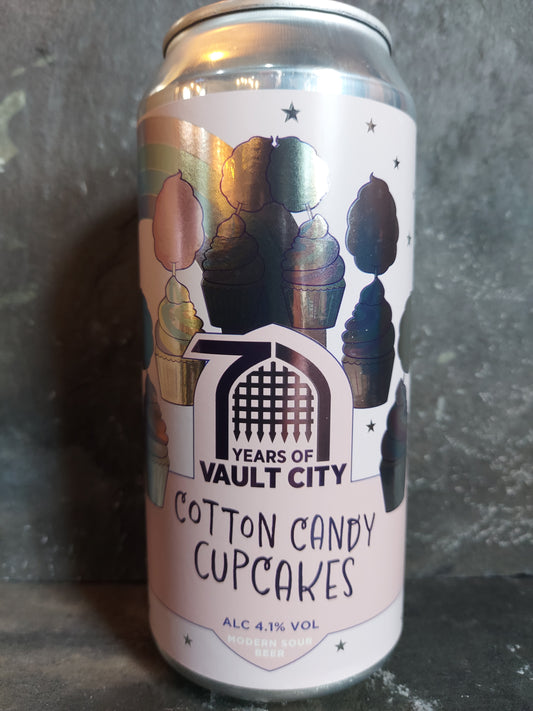 7
YEARS OF
VAULT CITY
COTTON CANDY
CUPCAKES
ALC 4.1% VOL
MODERN SOUR
BEER